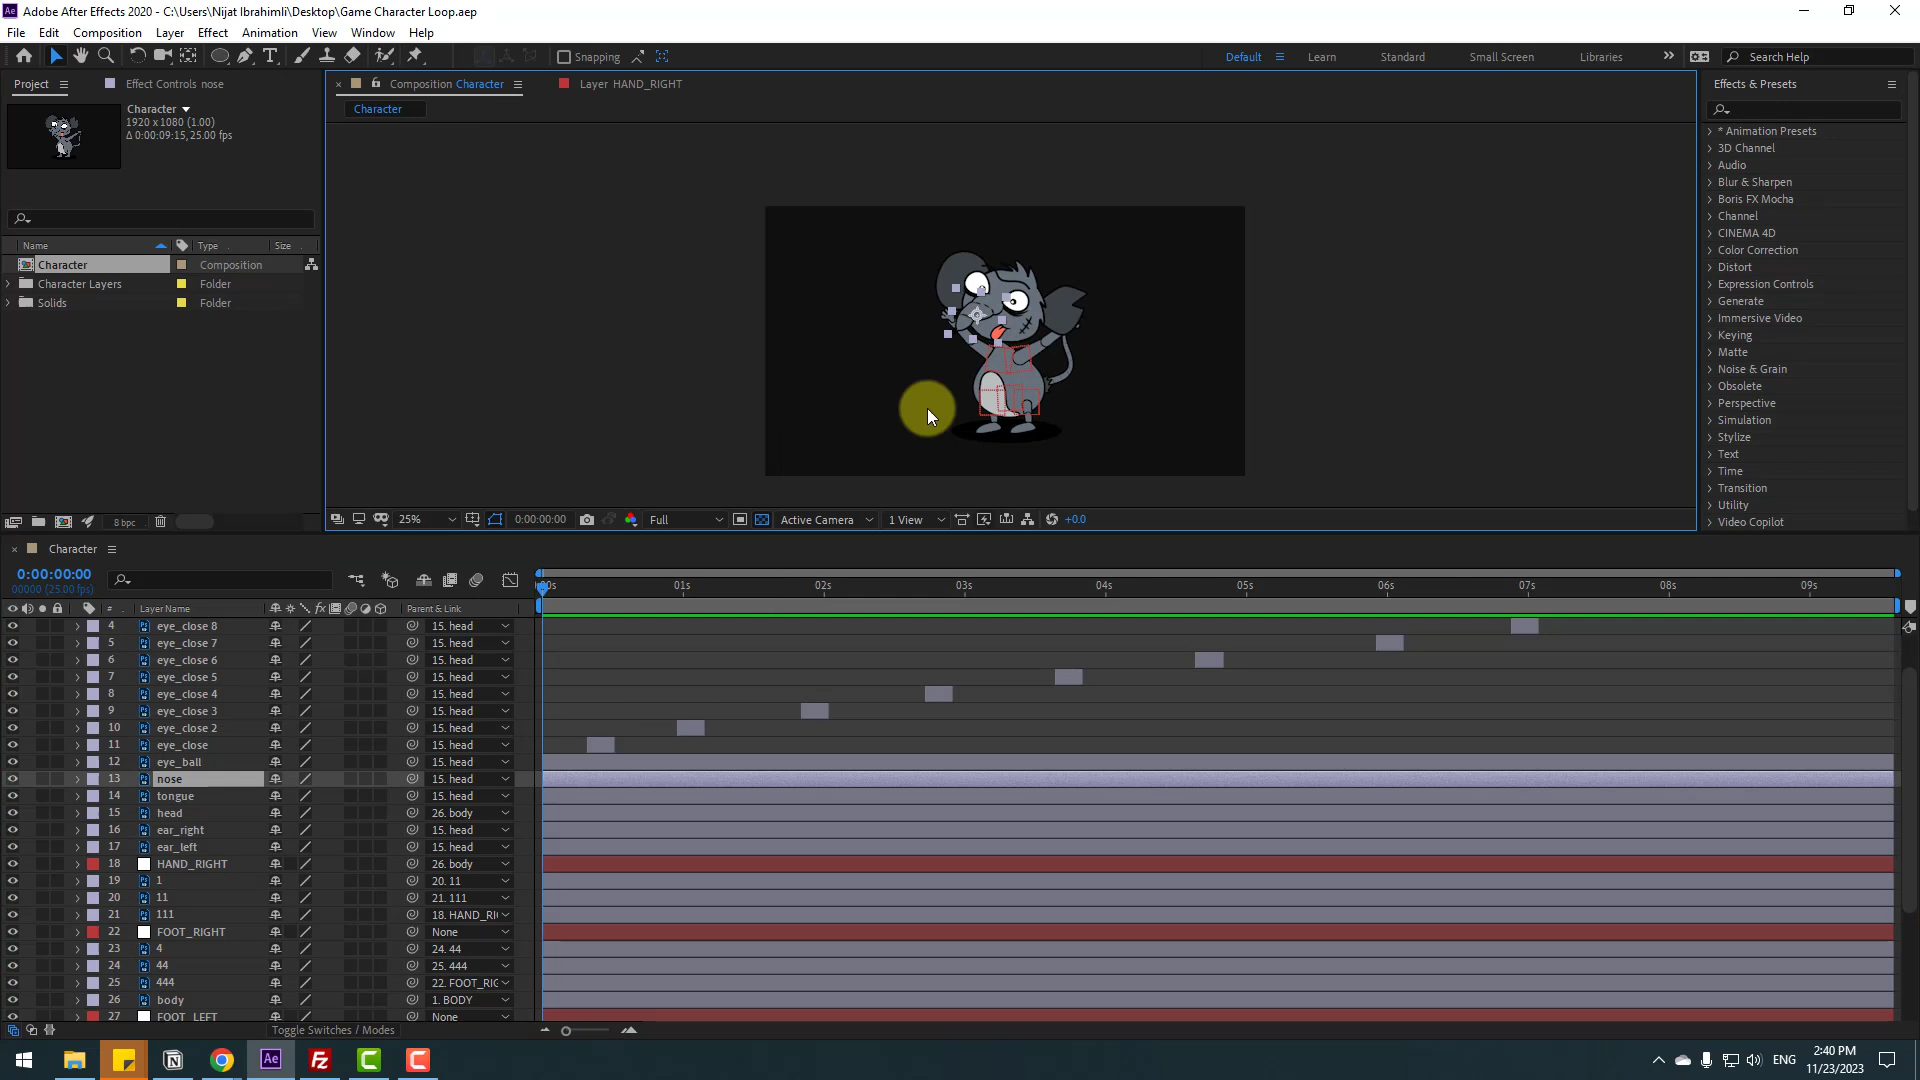 Adobe After Effects 2020 - C:\Users\Nijat Ibrahimli\Desktop\Game Character Loop.aep
File Edit Composition Layer Effect Animation View Window Help
Snapping Default Learn Standard Small Screen Libraries Search Help
Project Effect Controls nose Composition Character Layer HAND_RIGHT Effects & Presets
Character
1920 x 1080 (1.00)
Δ 0:00:09:15, 25.00 fps
Character
* Animation Presets
3D Channel
Audio
Blur & Sharpen
Boris FX Mocha
Channel
CINEMA 4D
Color Correction
Distort
Expression Controls
Generate
Immersive Video
Keying
Matte
Noise & Grain
Obsolete
Perspective
Simulation
Stylize
Text
Time
Transition
Utility
Video Copilot
Name Type Size
Character Composition
Character Layers Folder
Solids Folder
8 bpc
25% 0:00:00:00 Full Active Camera 1 View +0.0
Character
0:00:00:00
00000 (25.00 fps)
01s 02s 03s 04s 05s 06s 07s 08s 09s
# Layer Name Parent & Link
4 eye_close 8 15. head
5 eye_close 7 15. head
6 eye_close 6 15. head
7 eye_close 5 15. head
8 eye_close 4 15. head
9 eye_close 3 15. head
10 eye_close 2 15. head
11 eye_close 15. head
12 eye_ball 15. head
13 nose 15. head
14 tongue 15. head
15 head 26. body
16 ear_right 15. head
17 ear_left 15. head
18 HAND_RIGHT 26. body
19 1 20. 11
20 11 21. 111
21 111 18. HAND_RI
22 FOOT_RIGHT None
23 4 24. 44
24 44 25. 444
25 444 22. FOOT_RIG
26 body 1. BODY
27 FOOT_LEFT None
Toggle Switches / Modes
ENG
2:40 PM
11/23/2023